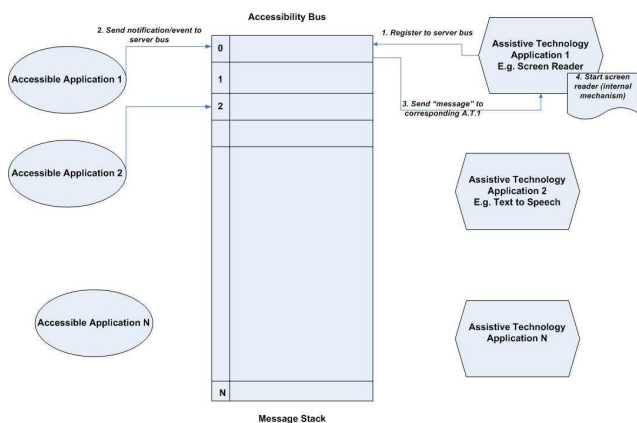 Accessibility Bus
2. Send notification/event to
server bus
1. Register to server bus
0
1
2
N
Accessible Application 1
Accessible Application 2
Accessible Application N
Assistive Technology
Application 1
E.g. Screen Reader
4. Start screen
reader (internal
mechanism)
3. Send “message” to
corresponding A.T.1
Assistive Technology
Application 2
E.g. Text to Speech
Assistive Technology
Application N
Message Stack